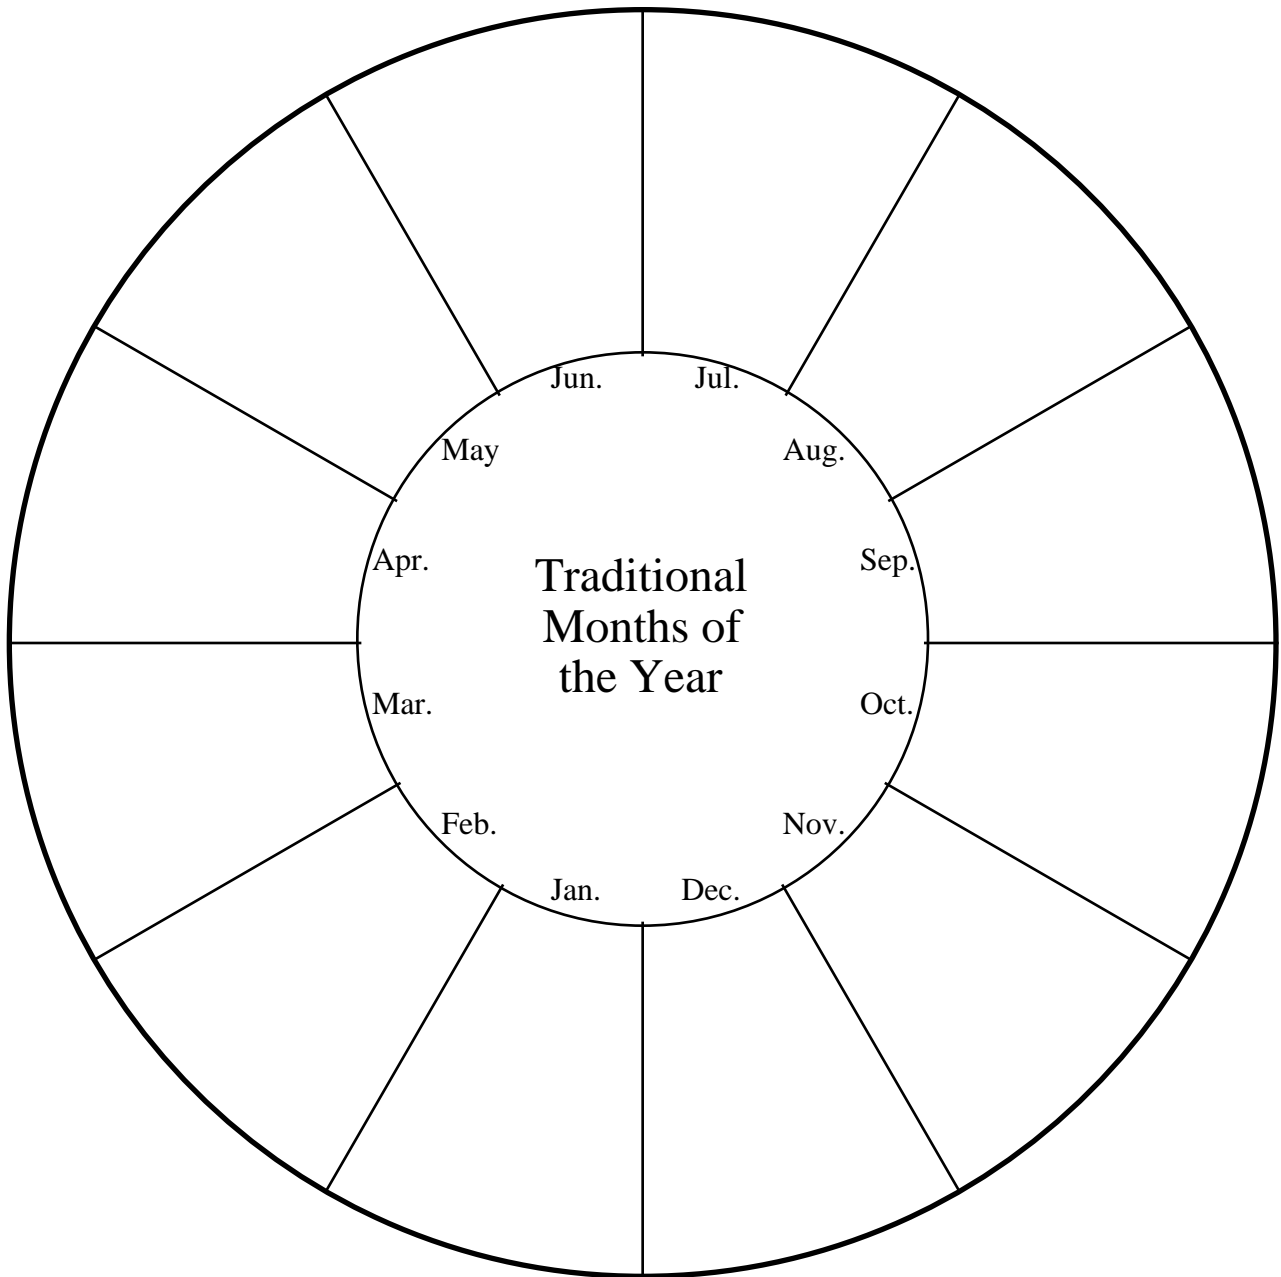 Jun.
Jul.
May
Aug.
Apr.
Sep.
Traditional
Months of
the Year
Mar.
Oct.
Feb.
Nov.
Jan.
Dec.